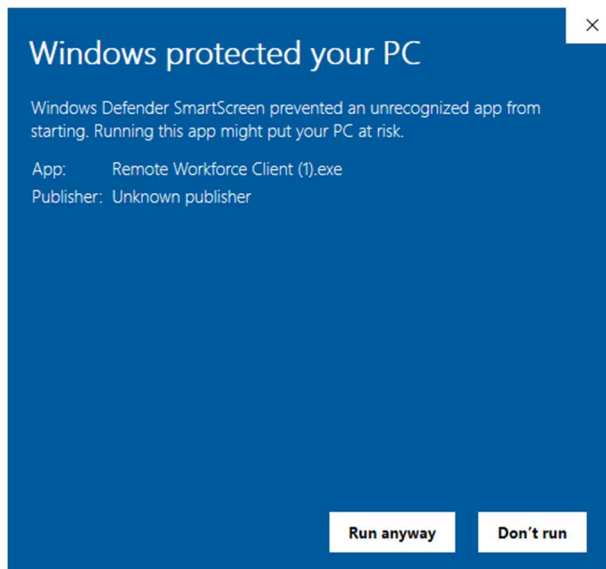 Windows protected your PC
Windows Defender SmartScreen prevented an unrecognized app from
starting. Running this app might put your PC at risk.
App: Remote Workforce Client (1).exe
Publisher: Unknown publisher
Run anyway Don’t run